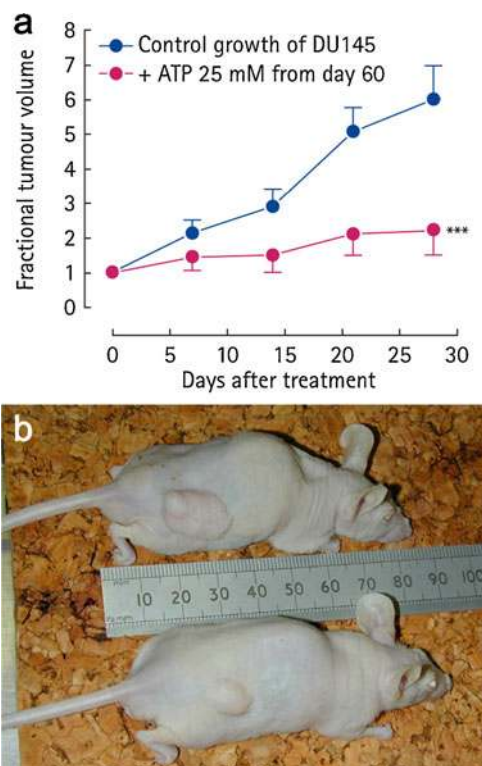 a
8
7
6
5
4
3
2
1
0
Fractional tumour volume
Control growth of DU145
+ ATP 25 mM from day 60
***
0 5 10 15 20 25 30
Days after treatment
b
mm 10 20 30 40 50 60 70 80 90 100